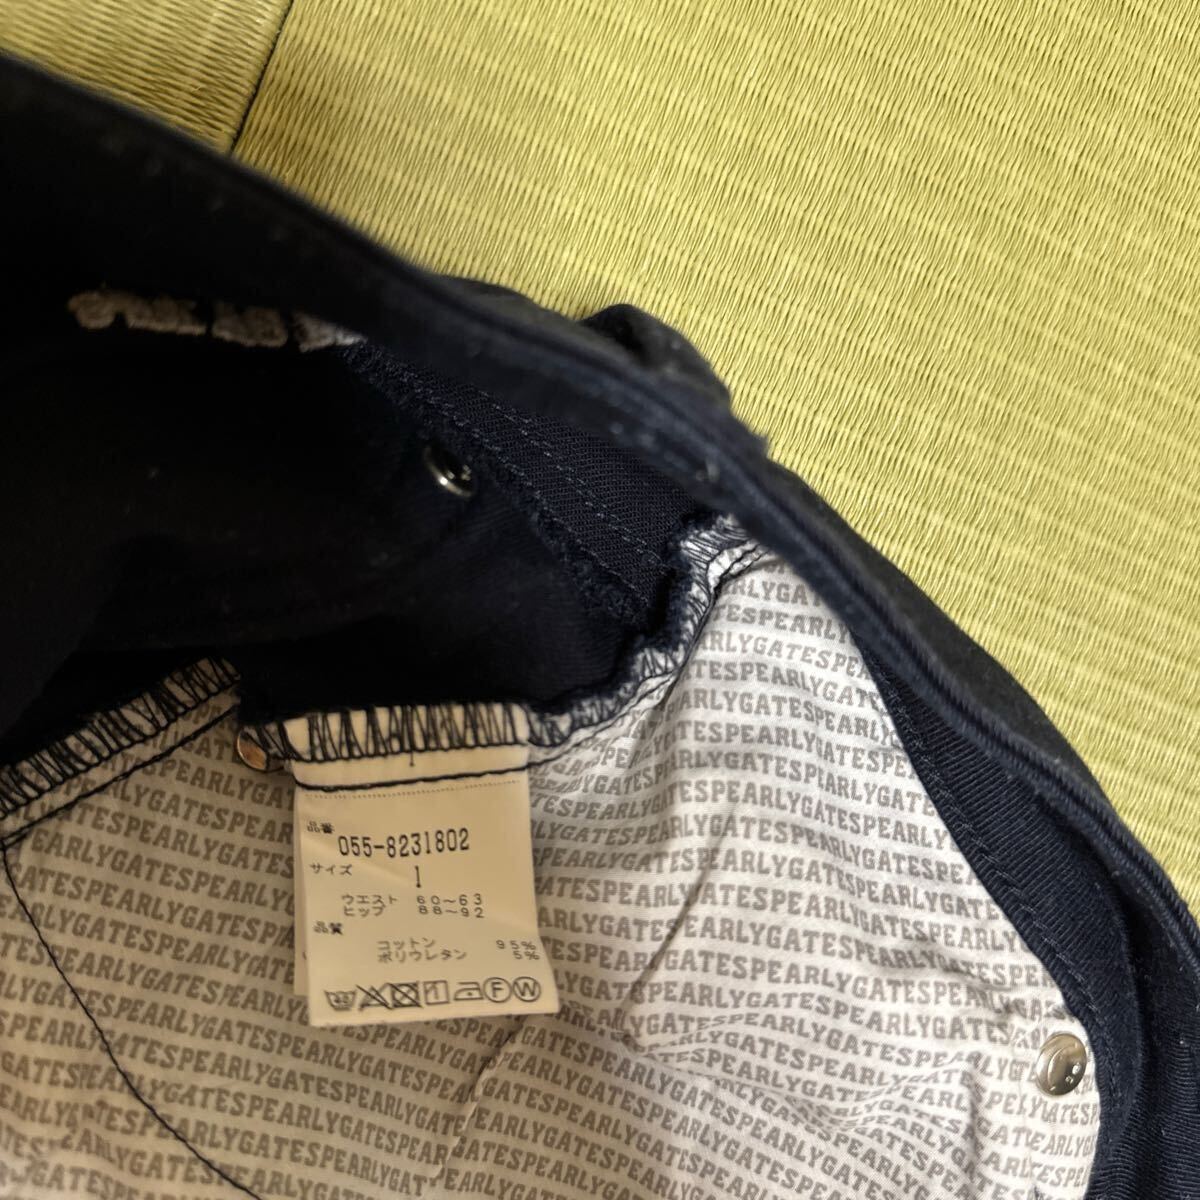 品番
055-8231802
サイズ
1
ウエスト 60〜63
ヒップ 88〜92
品質
コットン 95%
ポリウレタン 5%
F W
PEARLYGATESPEARLYGATES